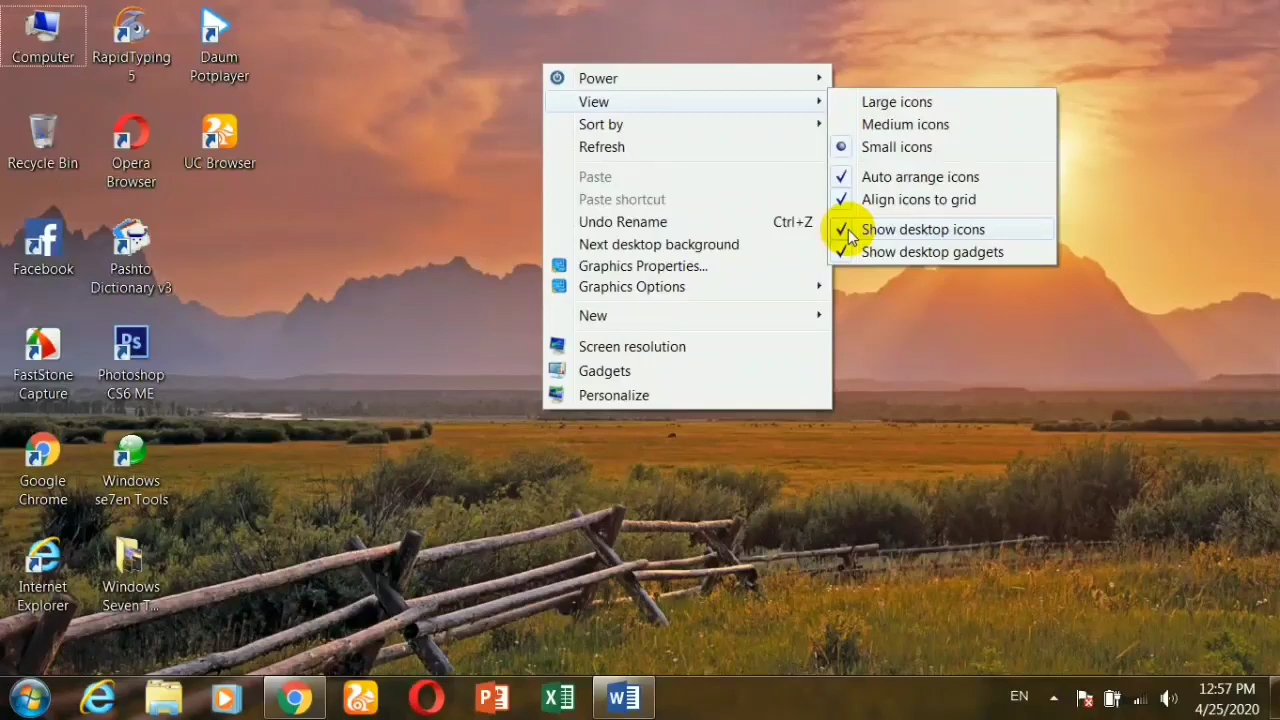 Computer
RapidTyping
5
Daum
Potplayer
Recycle Bin
Opera
Browser
UC Browser
Facebook
Pashto
Dictionary v3
FastStone
Capture
Ps
Photoshop
CS6 ME
Google
Chrome
Windows
se7en Tools
Internet
Explorer
Windows
Seven T...
Power
View
Sort by
Refresh
Paste
Paste shortcut
Undo Rename Ctrl+Z
Next desktop background
Graphics Properties...
Graphics Options
New
Screen resolution
Gadgets
Personalize
Large icons
Medium icons
Small icons
Auto arrange icons
Align icons to grid
Show desktop icons
Show desktop gadgets
EN
12:57 PM
4/25/2020